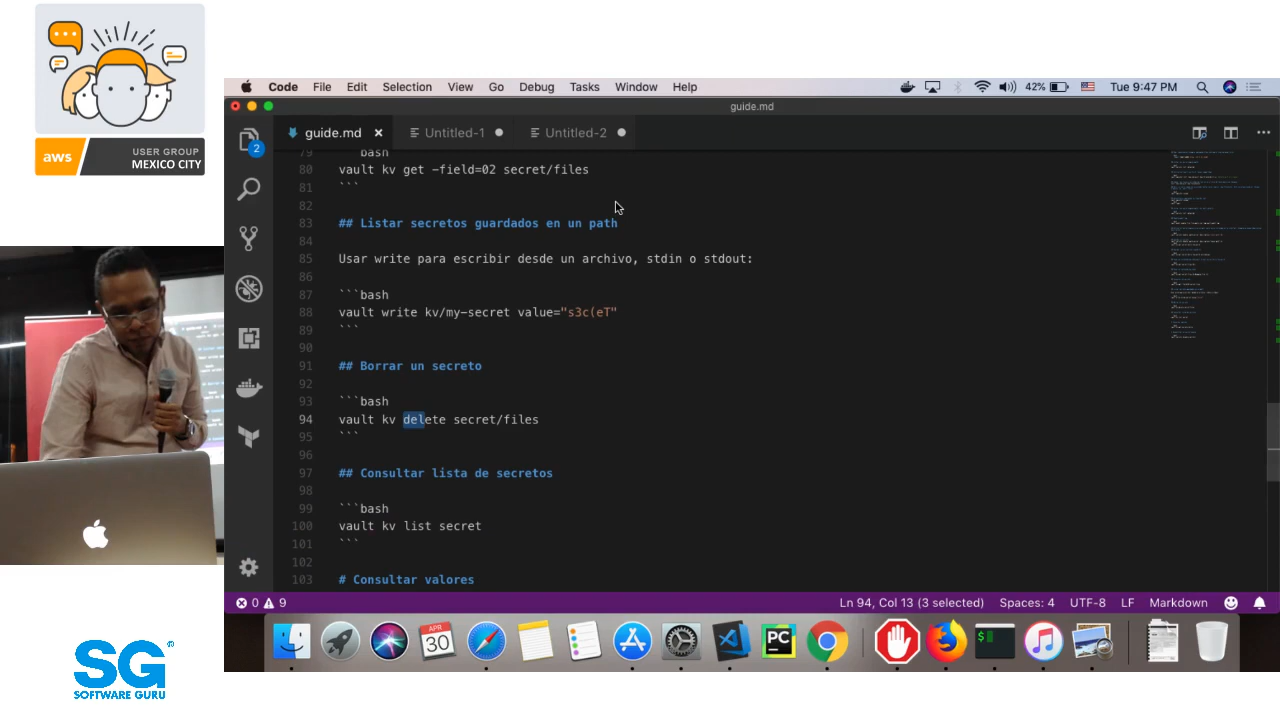 aws
USER GROUP
MEXICO CITY
SG
SOFTWARE GURU
Code File Edit Selection View Go Debug Tasks Window Help
42%
Tue 9:47 PM
guide.md
guide.md
Untitled-1
Untitled-2
2
79 ```bash
80 vault kv get -field=02 secret/files
81 ```
82
83 ## Listar secretos guardados en un path
84
85 Usar write para escribir desde un archivo, stdin o stdout:
86
87 ```bash
88 vault write kv/my-secret value="s3c(eT"
89 ```
90
91 ## Borrar un secreto
92
93 ```bash
94 vault kv delete secret/files
95 ```
96
97 ## Consultar lista de secretos
98
99 ```bash
100 vault kv list secret
101 ```
102
103 # Consultar valores
0 9
Ln 94, Col 13 (3 selected) Spaces: 4 UTF-8 LF Markdown
APR
30
PC
$